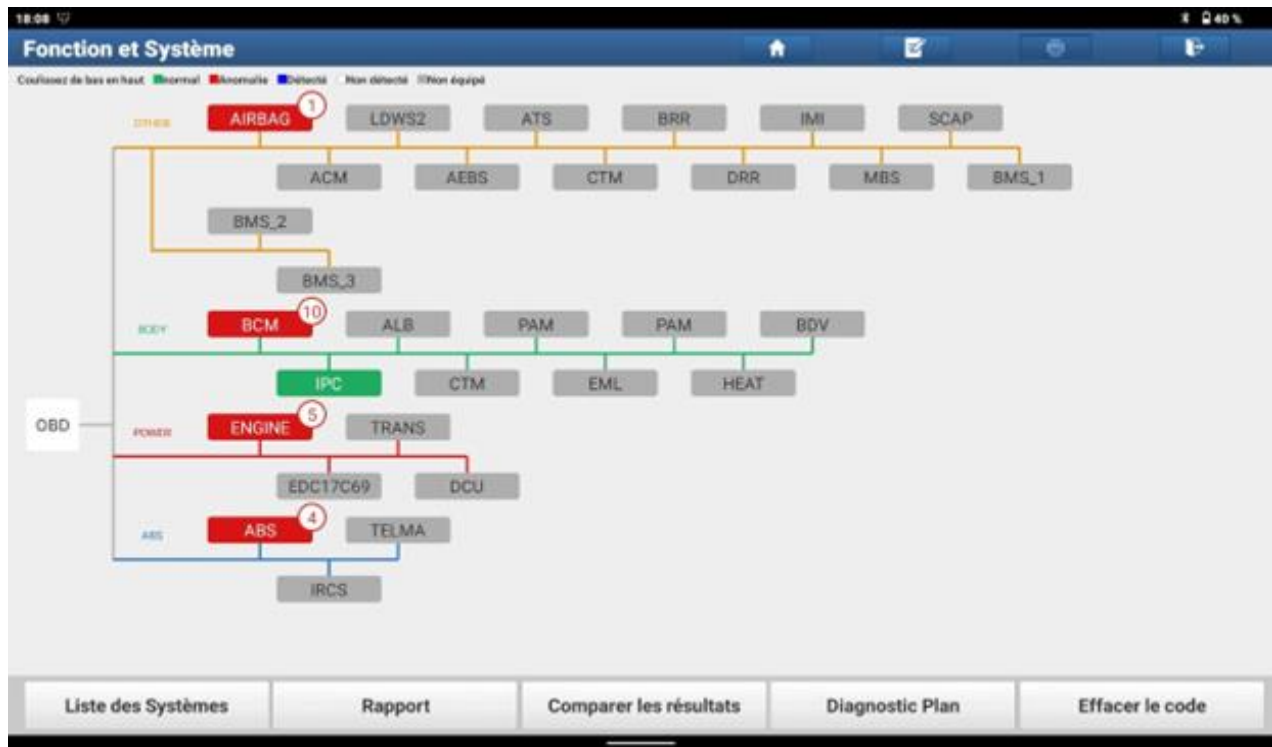 18:08 40 %
Fonction et Système
Coulissez de bas en haut normal Anomalie Détecté Non détecté Non équipé
OTHER AIRBAG 1 LDWS2 ATS BRR IMI SCAP
ACM AEBS CTM DRR MBS BMS_1
BMS_2
BMS_3
BODY BCM 10 ALB PAM PAM BDV
IPC CTM EML HEAT
OBD POWER ENGINE 5 TRANS
EDC17C69 DCU
ABS ABS 4 TELMA
IRCS
Liste des Systèmes Rapport Comparer les résultats Diagnostic Plan Effacer le code